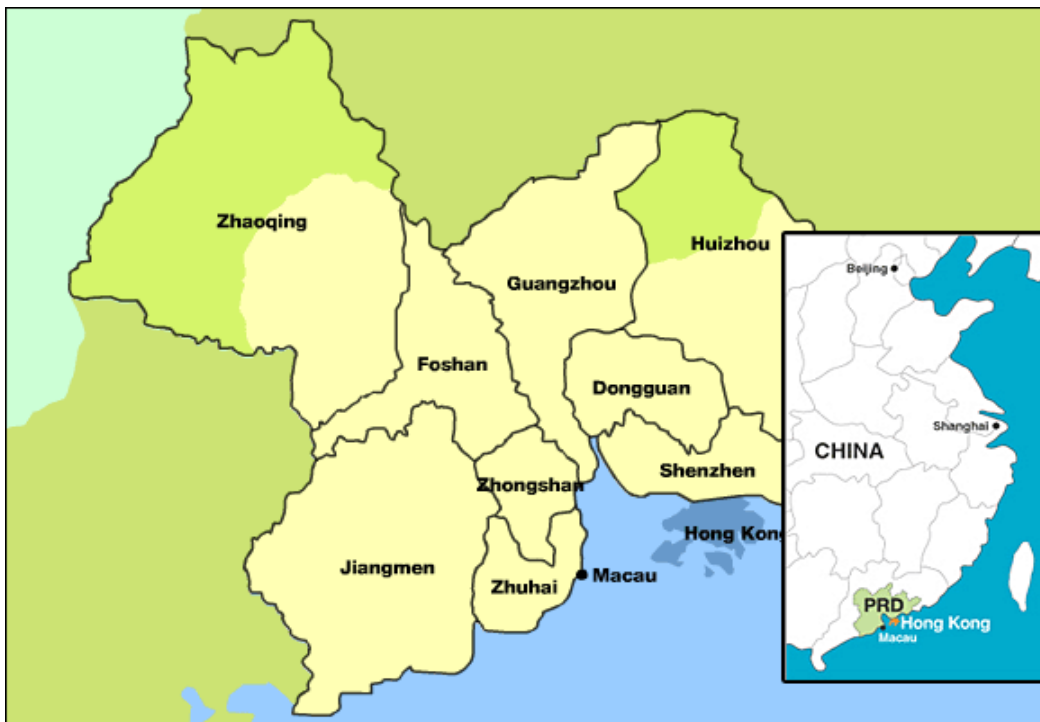 Zhaoqing
Huizhou
Guangzhou
Foshan
Dongguan
Shenzhen
Zhongshan
Hong Kong
Jiangmen
Zhuhai
Macau
Beijing
Shanghai
CHINA
PRD
Hong Kong
Macau